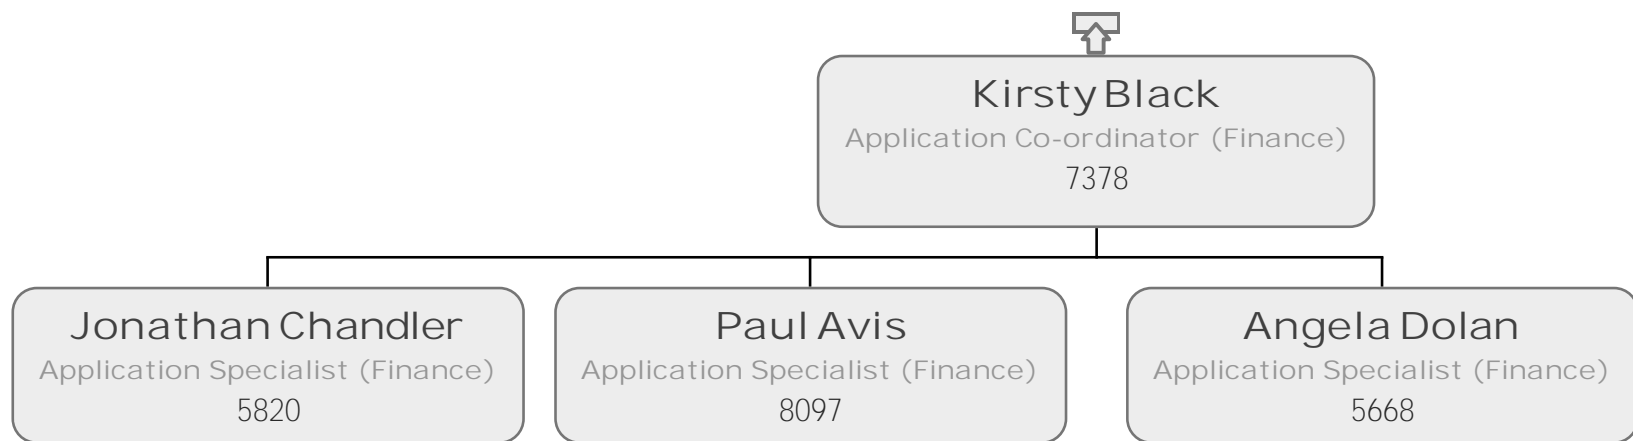 Kirsty Black
Application Co-ordinator (Finance)
7378
Jonathan Chandler
Application Specialist (Finance)
5820
Paul Avis
Application Specialist (Finance)
8097
Angela Dolan
Application Specialist (Finance)
5668